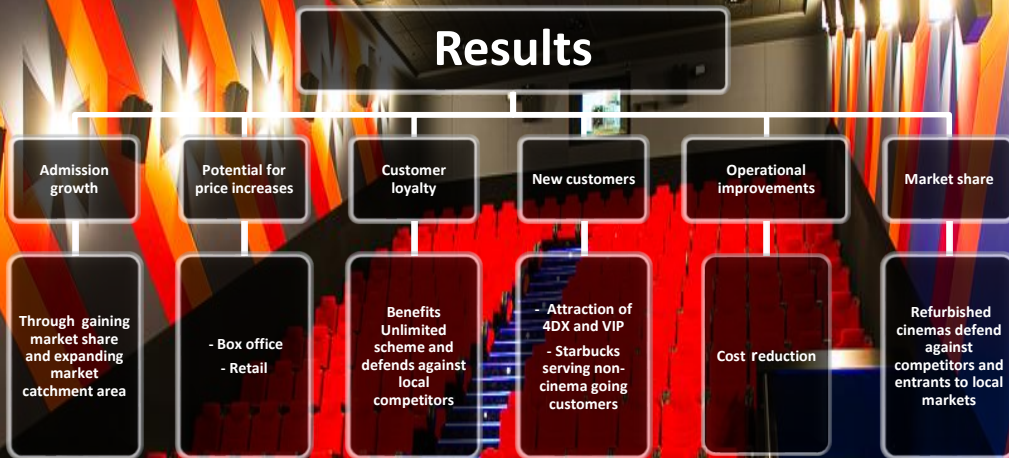 Results
Admission
growth
Potential for
price increases
Customer
loyalty
New customers
Operational
improvements
Market share
Through gaining
market share
and expanding
market
catchment area
- Box office
- Retail
Benefits
Unlimited
scheme and
defends against
local
competitors
- Attraction of
4DX and VIP
- Starbucks
serving non-
cinema going
customers
Cost reduction
Refurbished
cinemas defend
against
competitors and
entrants to local
markets